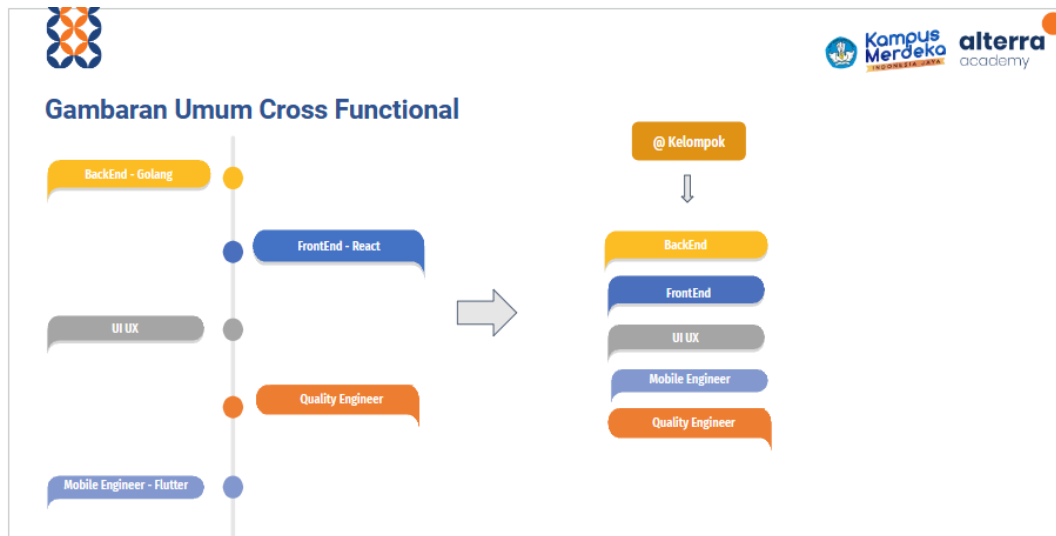 Kampus
Merdeka
INDONESIA JAYA
alterra
academy
Gambaran Umum Cross Functional
BackEnd - Golang
FrontEnd - React
UI UX
Quality Engineer
Mobile Engineer - Flutter
@ Kelompok
BackEnd
FrontEnd
UI UX
Mobile Engineer
Quality Engineer